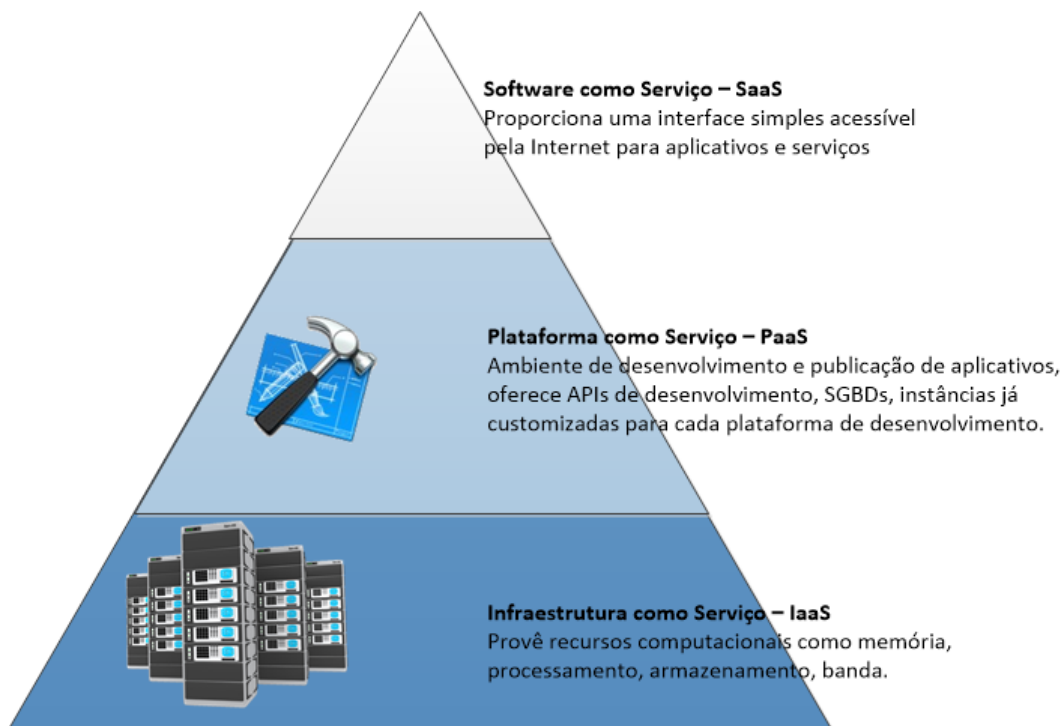 Software como Serviço – SaaS
Proporciona uma interface simples acessível
pela Internet para aplicativos e serviços
Plataforma como Serviço – PaaS
Ambiente de desenvolvimento e publicação de aplicativos,
oferece APIs de desenvolvimento, SGBDs, instâncias já
customizadas para cada plataforma de desenvolvimento.
Infraestrutura como Serviço – IaaS
Provê recursos computacionais como memória,
processamento, armazenamento, banda.